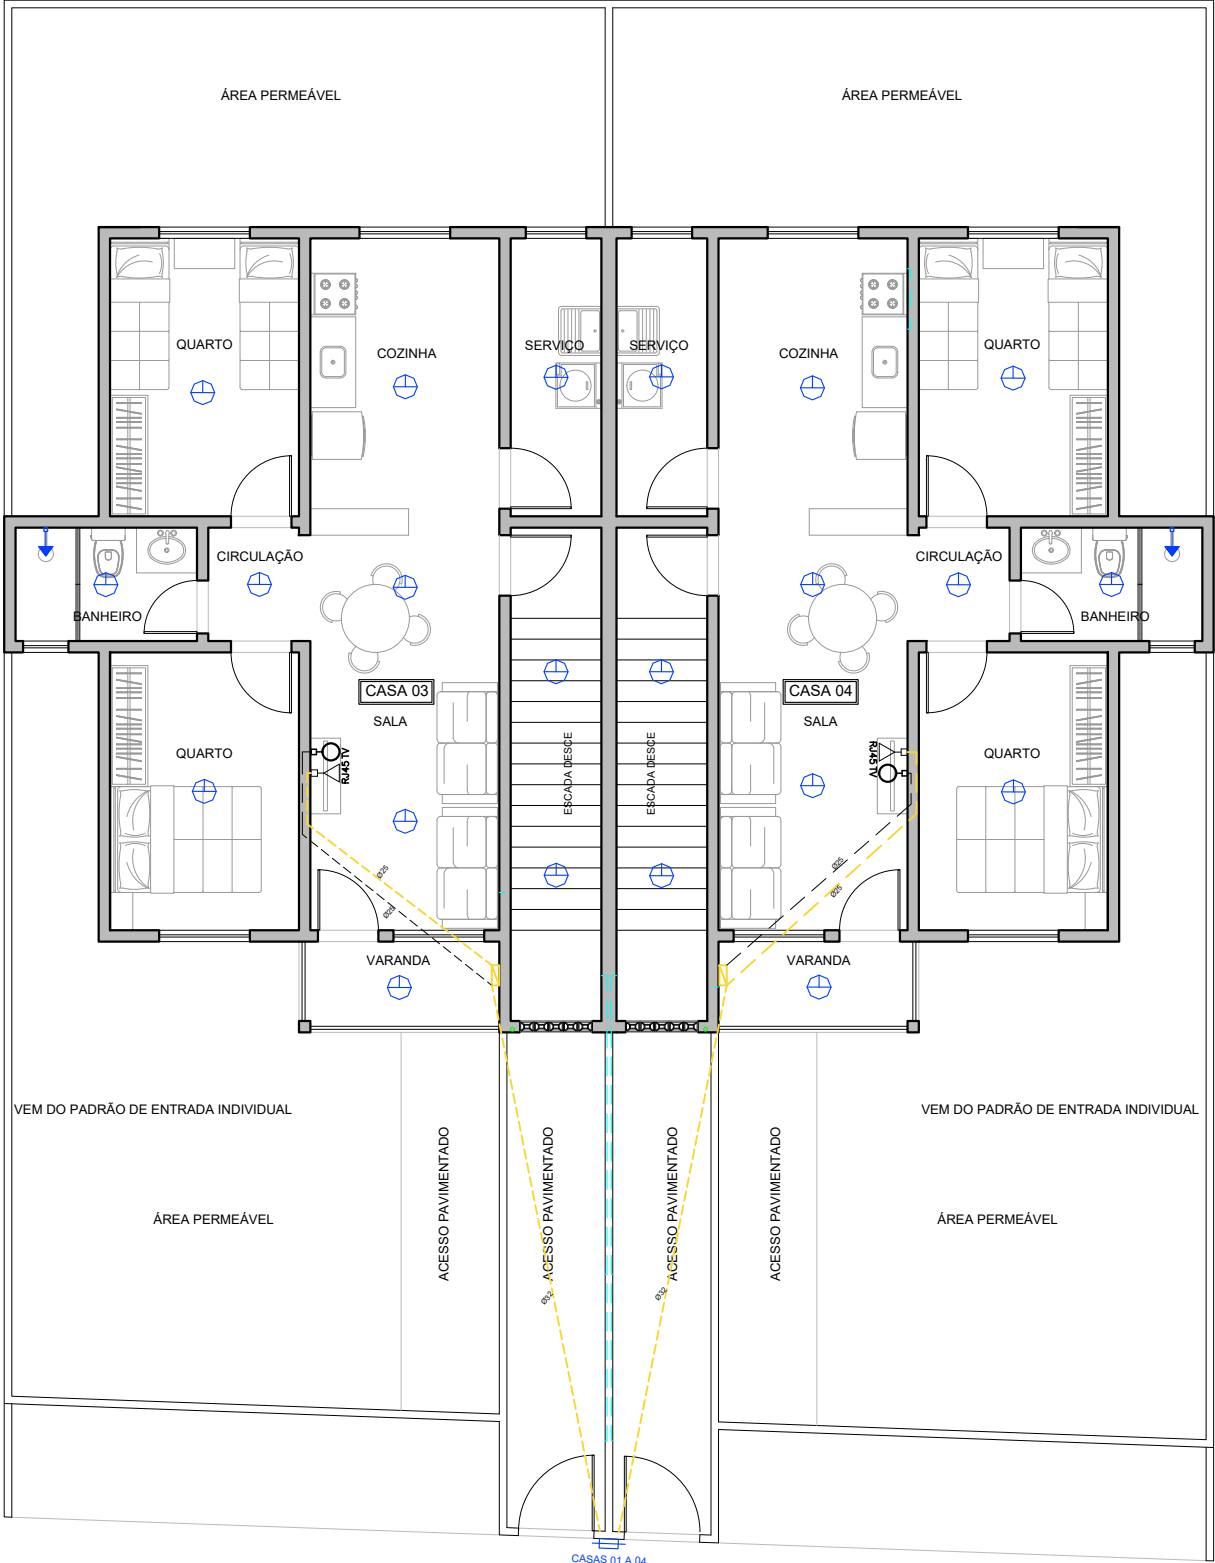 ÁREA PERMEÁVEL
ÁREA PERMEÁVEL
QUARTO
COZINHA
SERVIÇO
SERVIÇO
COZINHA
QUARTO
CIRCULAÇÃO
CIRCULAÇÃO
BANHEIRO
BANHEIRO
CASA 03
CASA 04
SALA
SALA
QUARTO
RJ45 TV
ESCADA DESCE
ESCADA DESCE
RJ45 TV
QUARTO
Ø25
Ø25
Ø25
Ø25
VARANDA
VARANDA
VEM DO PADRÃO DE ENTRADA INDIVIDUAL
VEM DO PADRÃO DE ENTRADA INDIVIDUAL
ACESSO PAVIMENTADO
ACESSO PAVIMENTADO
ACESSO PAVIMENTADO
ACESSO PAVIMENTADO
ÁREA PERMEÁVEL
ÁREA PERMEÁVEL
Ø32
Ø32
CASAS 01 A 04